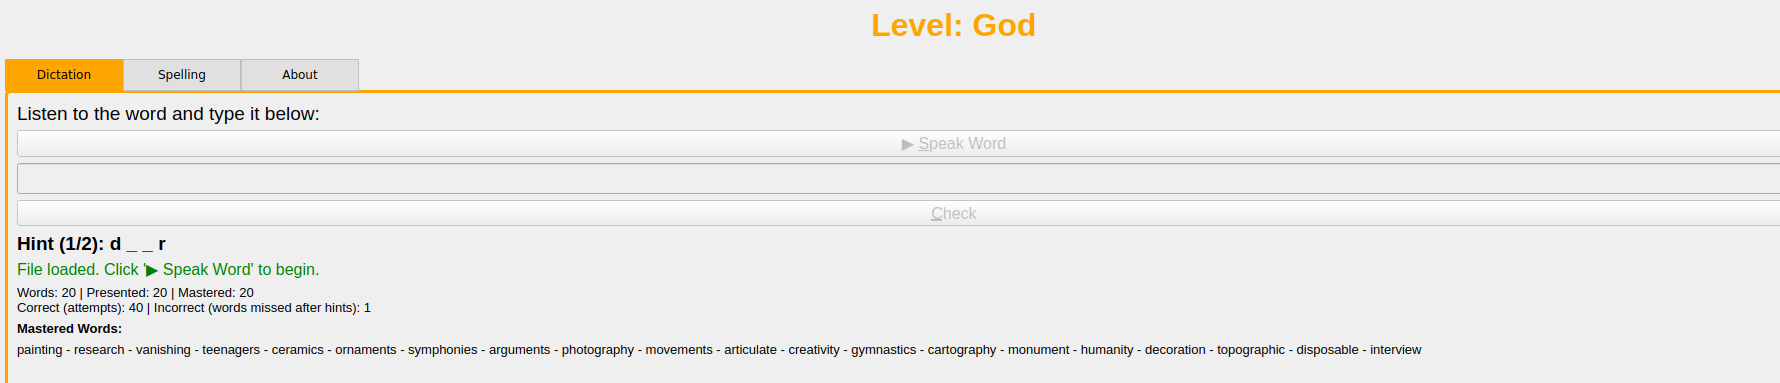 Level: God
Dictation Spelling About
Listen to the word and type it below:
▶ Speak Word
Check
Hint (1/2): d _ _ r
File loaded. Click '▶ Speak Word' to begin.
Words: 20 | Presented: 20 | Mastered: 20
Correct (attempts): 40 | Incorrect (words missed after hints): 1
Mastered Words:
painting - research - vanishing - teenagers - ceramics - ornaments - symphonies - arguments - photography - movements - articulate - creativity - gymnastics - cartography - monument - humanity - decoration - topographic - disposable - interview